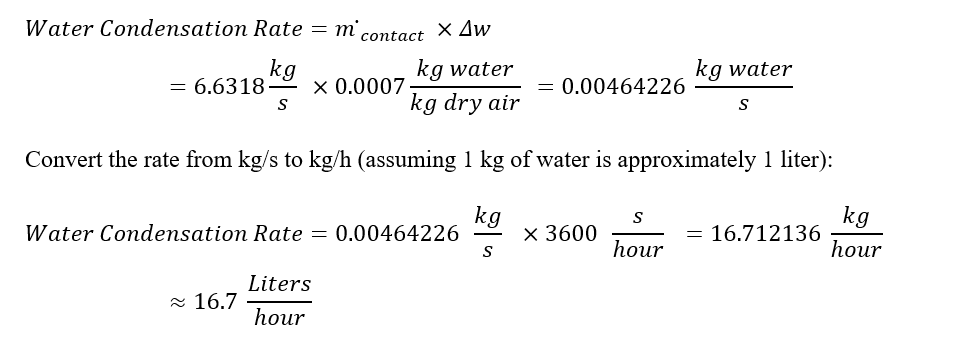 Water Condensation Rate = ṁ_contact × Δw
= 6.6318 kg/s × 0.0007 kg water/kg dry air = 0.00464226 kg water/s
Convert the rate from kg/s to kg/h (assuming 1 kg of water is approximately 1 liter):
Water Condensation Rate = 0.00464226 kg/s × 3600 s/hour = 16.712136 kg/hour
≈ 16.7 Liters/hour